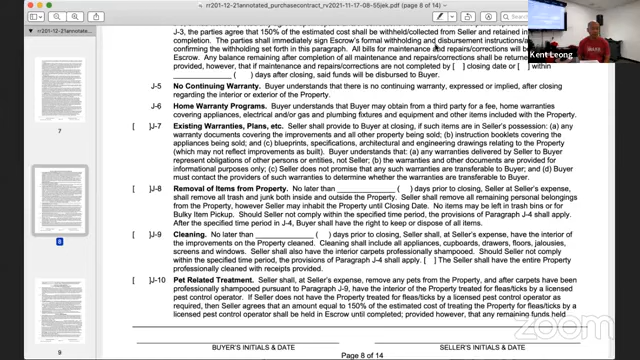 rr201-12-21annotated_purchasecontract_rv2021-11-17-08-55jek.pdf (8 of 14)
Kent Leong
7
8
9
J-3, the parties agree that 150% of the estimated cost shall be withheld/collected from Seller and retained in
completion. The parties shall immediately sign Escrow's formal withholding and disbursement instructions/a
confirming the withholding set forth in this paragraph. All bills for maintenance and repairs/corrections will be
Escrow. Any balance remaining after completion of all maintenance and repairs/corrections shall be returne
provided, however, that if maintenance and repairs/corrections are not completed by [ ] closing date or [ ] within
____________ ( ) days after closing, said funds will be disbursed to Buyer.
J-5 No Continuing Warranty. Buyer understands that there is no continuing warranty, expressed or implied, after closing
regarding the interior or exterior of the Property.
J-6 Home Warranty Programs. Buyer understands that Buyer may obtain from a third party for a fee, home warranties
covering appliances, electrical and/or gas and plumbing fixtures and equipment and other items included with the Property.
[ ]J-7 Existing Warranties, Plans, etc. Seller shall provide to Buyer at closing, if such items are in Seller's possession: (a) any
warranty documents covering the improvements and all other property being sold; (b) instruction booklets covering the
appliances being sold; and (c) blueprints, specifications, architectural and engineering drawings relating to the Property
(which may not reflect improvements as built). Buyer understands that: (a) any warranties delivered by Seller to Buyer
represent obligations of other persons or entities, not Seller; (b) the warranties and other documents are provided for
informational purposes only; (c) Seller does not promise that any such warranties are transferable to Buyer; and (d) Buyer
must contact the providers of such warranties to determine whether the warranties are transferable to Buyer.
[ ]J-8 Removal of Items from Property. No later than ____________ ( ) days prior to closing, Seller at Seller's expense,
shall remove all trash and junk both inside and outside the Property. Seller shall remove all remaining personal belongings
from the Property, however Seller may inhabit the Property until Closing Date. No items may be left in trash bins or for
Bulky Item Pickup. Should Seller not comply within the specified time period, the provisions of Paragraph J-4 shall apply.
After the specified time period in J-4, Buyer shall have the right to keep or dispose of all items.
[ ]J-9 Cleaning. No later than ____________ ( ) days prior to closing, Seller shall, at Seller's expense, have the interior of
the improvements on the Property cleaned. Cleaning shall include all appliances, cupboards, drawers, floors, jalousies,
screens and windows. Seller shall also have the interior carpets professionally shampooed. Should Seller not comply
within the specified time period, the provisions of Paragraph J-4 shall apply. [ ] The Seller shall have the entire Property
professionally cleaned with receipts provided.
[ ]J-10 Pet Related Treatment. Seller shall, at Seller's expense, remove any pets from the Property, and after carpets have been
professionally shampooed pursuant to Paragraph J-9, have the interior of the Property treated for fleas/ticks by a licensed
pest control operator. If Seller does not have the Property treated for fleas/ticks by a licensed pest control operator as
required, then Seller agrees that an amount equal to 150% of the estimated cost of treating the Property for fleas/ticks by a
licensed pest control operator shall be held in Escrow until completed; provided however, that any remaining funds held
BUYER'S INITIALS & DATE
SELLER'S INITIALS & DATE
Page 8 of 14
zoom